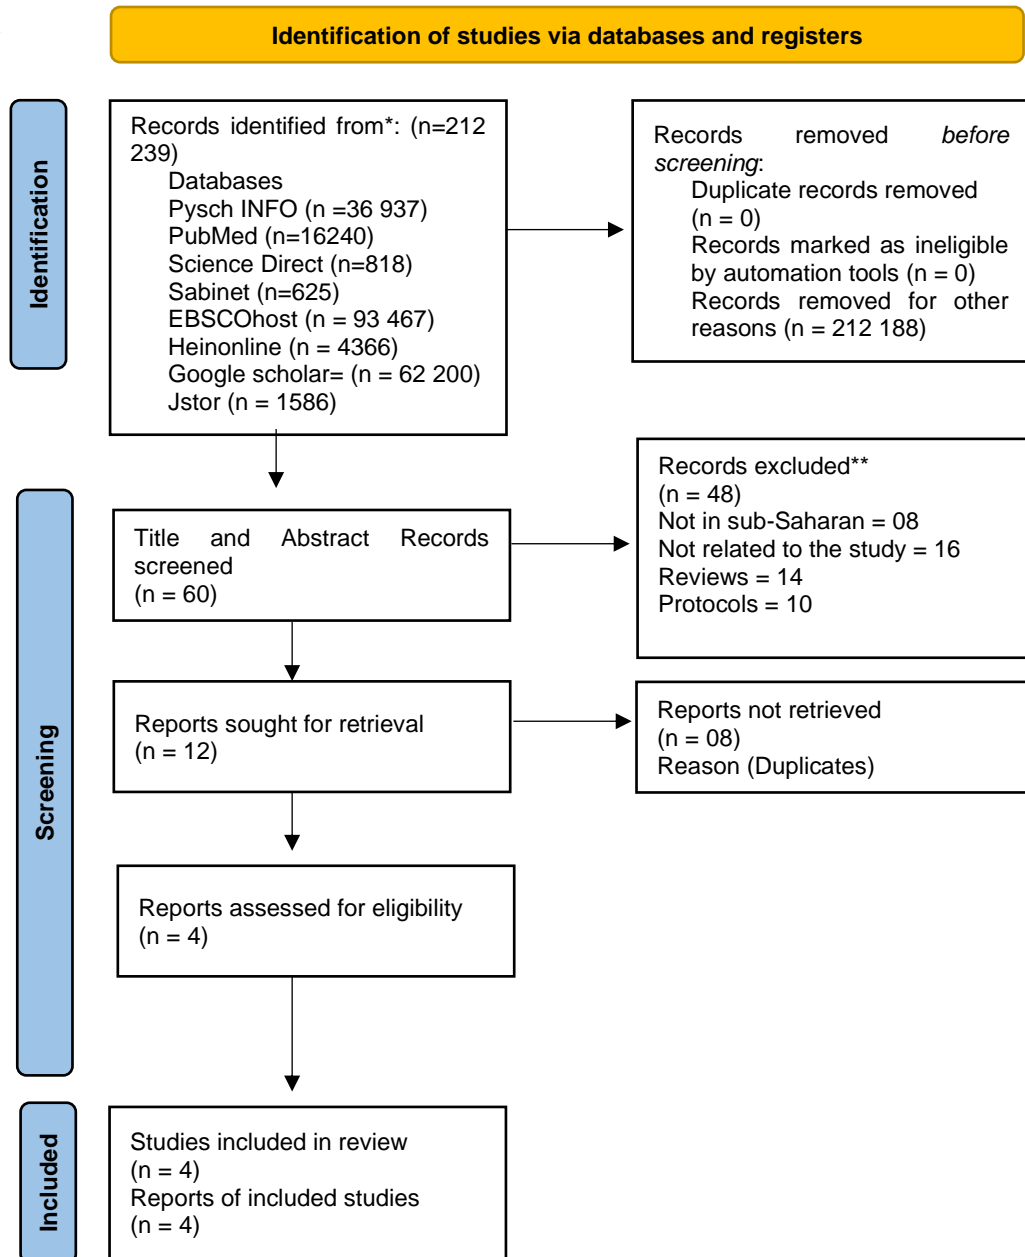 Identification of studies via databases and registers
Identification
Records identified from*: (n=212
239)
Databases
Pysch INFO (n =36 937)
PubMed (n=16240)
Science Direct (n=818)
Sabinet (n=625)
EBSCOhost (n = 93 467)
Heinonline (n = 4366)
Google scholar= (n = 62 200)
Jstor (n = 1586)
Records removed before
screening:
Duplicate records removed
(n = 0)
Records marked as ineligible
by automation tools (n = 0)
Records removed for other
reasons (n = 212 188)
Screening
Title and Abstract Records
screened
(n = 60)
Records excluded**
(n = 48)
Not in sub-Saharan = 08
Not related to the study = 16
Reviews = 14
Protocols = 10
Reports sought for retrieval
(n = 12)
Reports not retrieved
(n = 08)
Reason (Duplicates)
Reports assessed for eligibility
(n = 4)
Included
Studies included in review
(n = 4)
Reports of included studies
(n = 4)